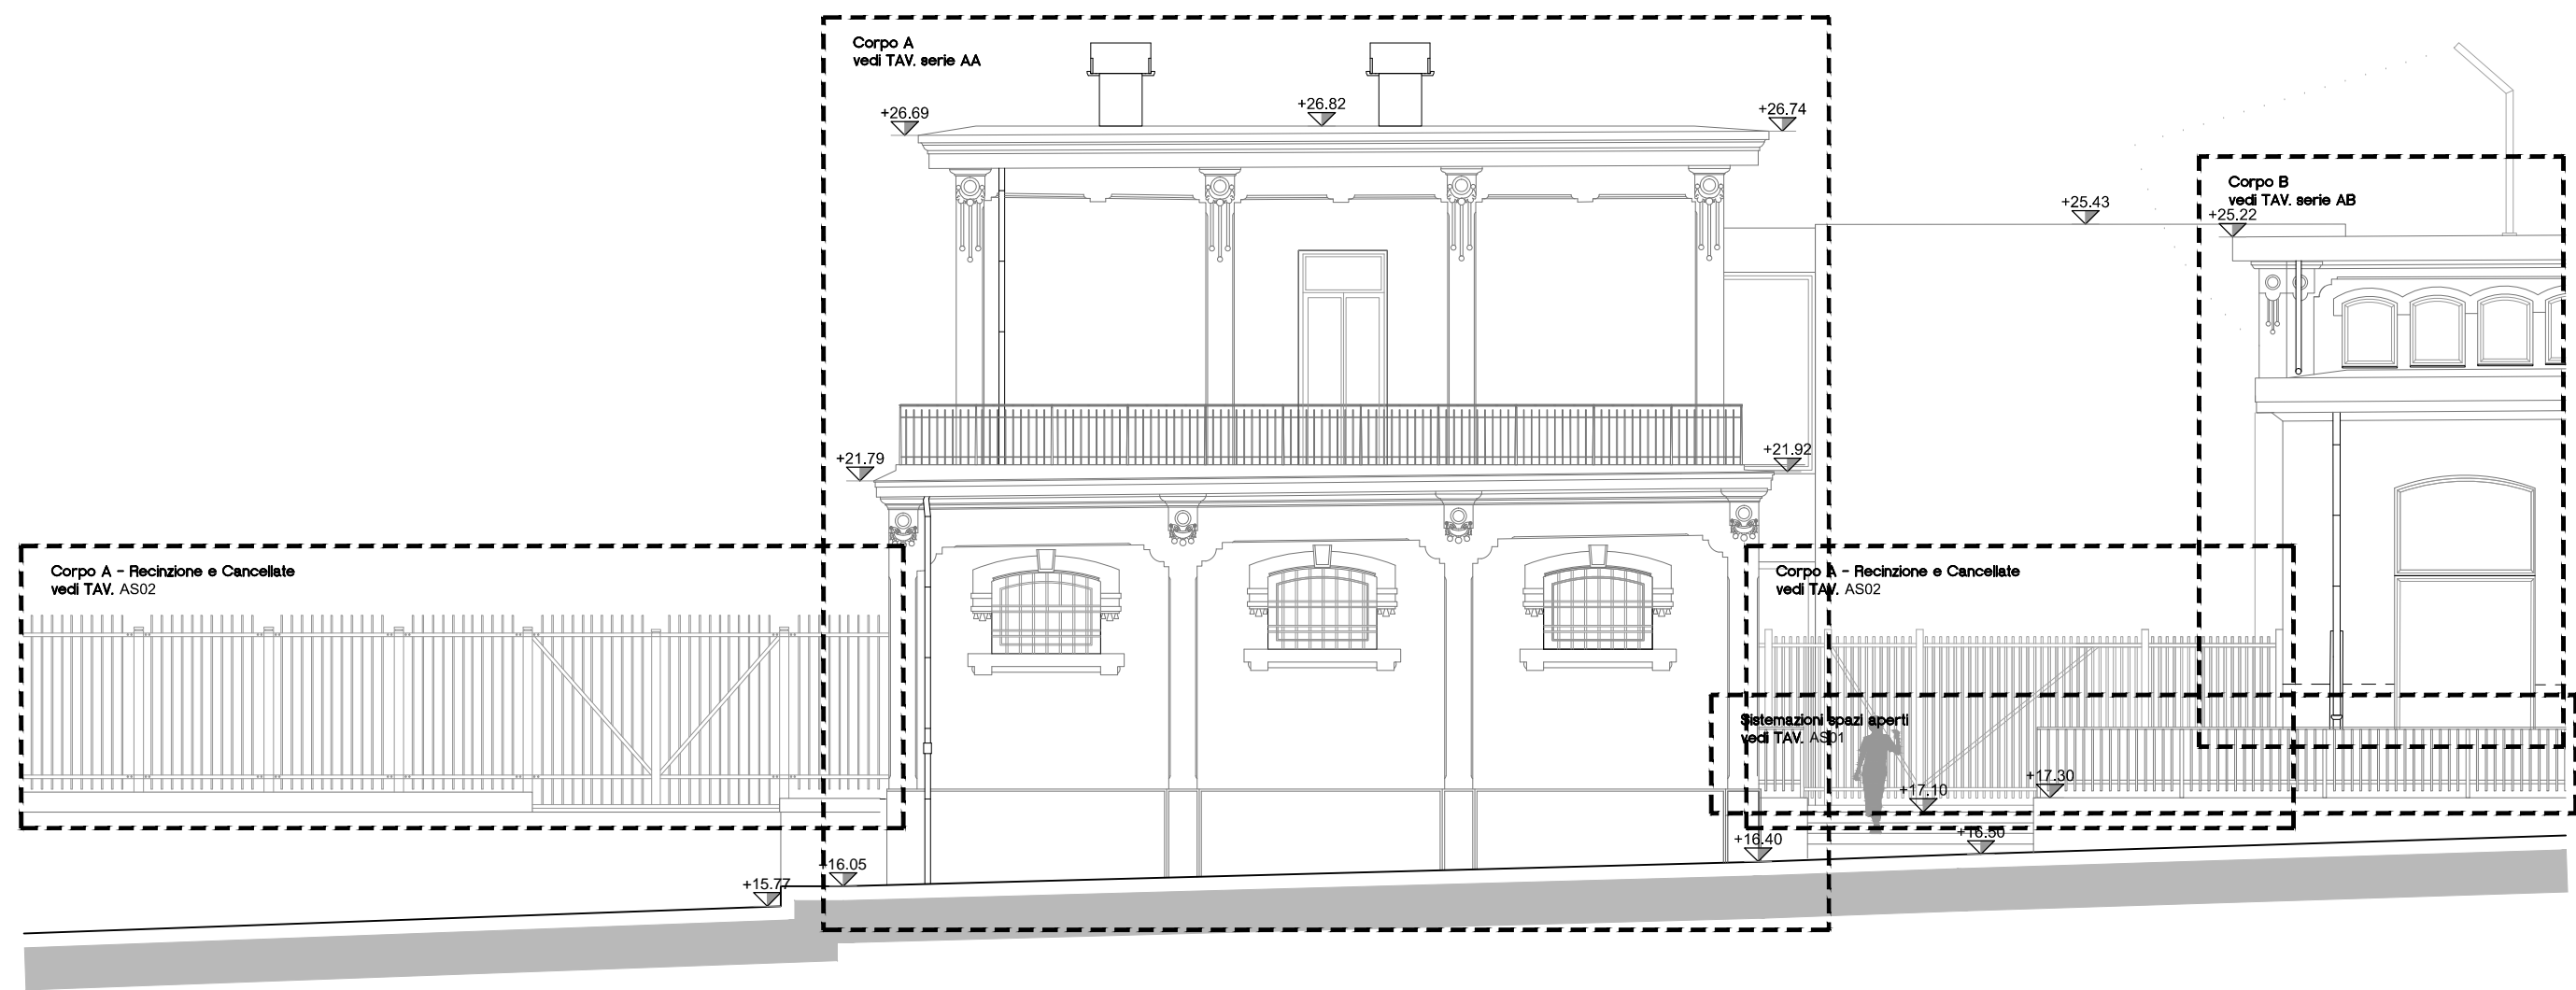 Corpo A
vedi TAV. serie AA
+26.69
+26.82
+26.74
Corpo B
vedi TAV. serie AB
+25.43
+25.22
+21.79
+21.92
Corpo A - Recinzione e Cancellate
vedi TAV. AS02
Corpo A - Recinzione e Cancellate
vedi TAV. AS02
Sistemazioni spazi aperti
vedi TAV. AS01
+17.30
+17.10
+16.50
+16.40
+16.05
+15.77